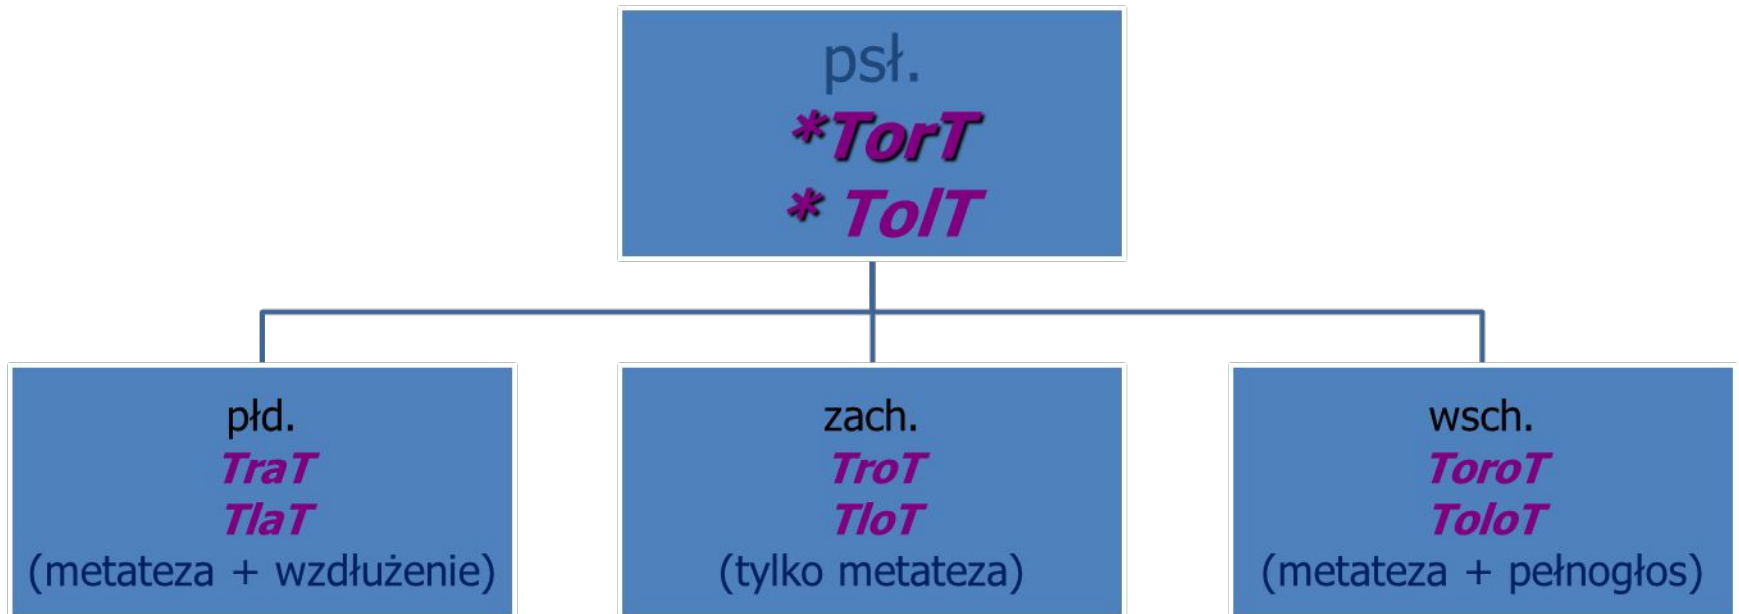 psł.
*TorT
* TolT
płd.
TraT
TlaT
(metateza + wzdłużenie)
zach.
TroT
TloT
(tylko metateza)
wsch.
ToroT
ToloT
(metateza + pełnogłos)